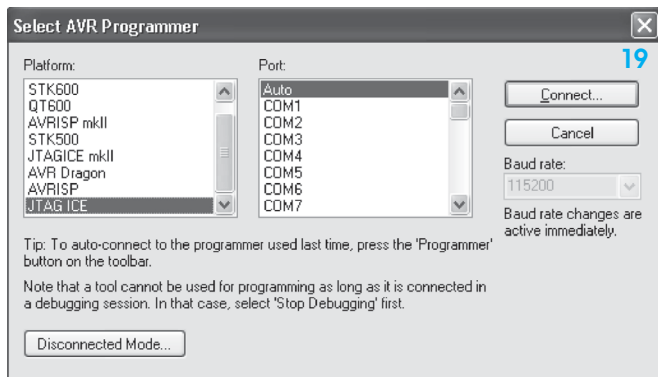 Select AVR Programmer
19
Platform:
STK600
QT600
AVRISP mkII
STK500
JTAGICE mkII
AVR Dragon
AVRISP
JTAG ICE
Port:
Auto
COM1
COM2
COM3
COM4
COM5
COM6
COM7
Connect...
Cancel
Baud rate:
115200
Baud rate changes are
active immediately.
Tip: To auto-connect to the programmer used last time, press the 'Programmer'
button on the toolbar.
Note that a tool cannot be used for programming as long as it is connected in
a debugging session. In that case, select 'Stop Debugging' first.
Disconnected Mode...